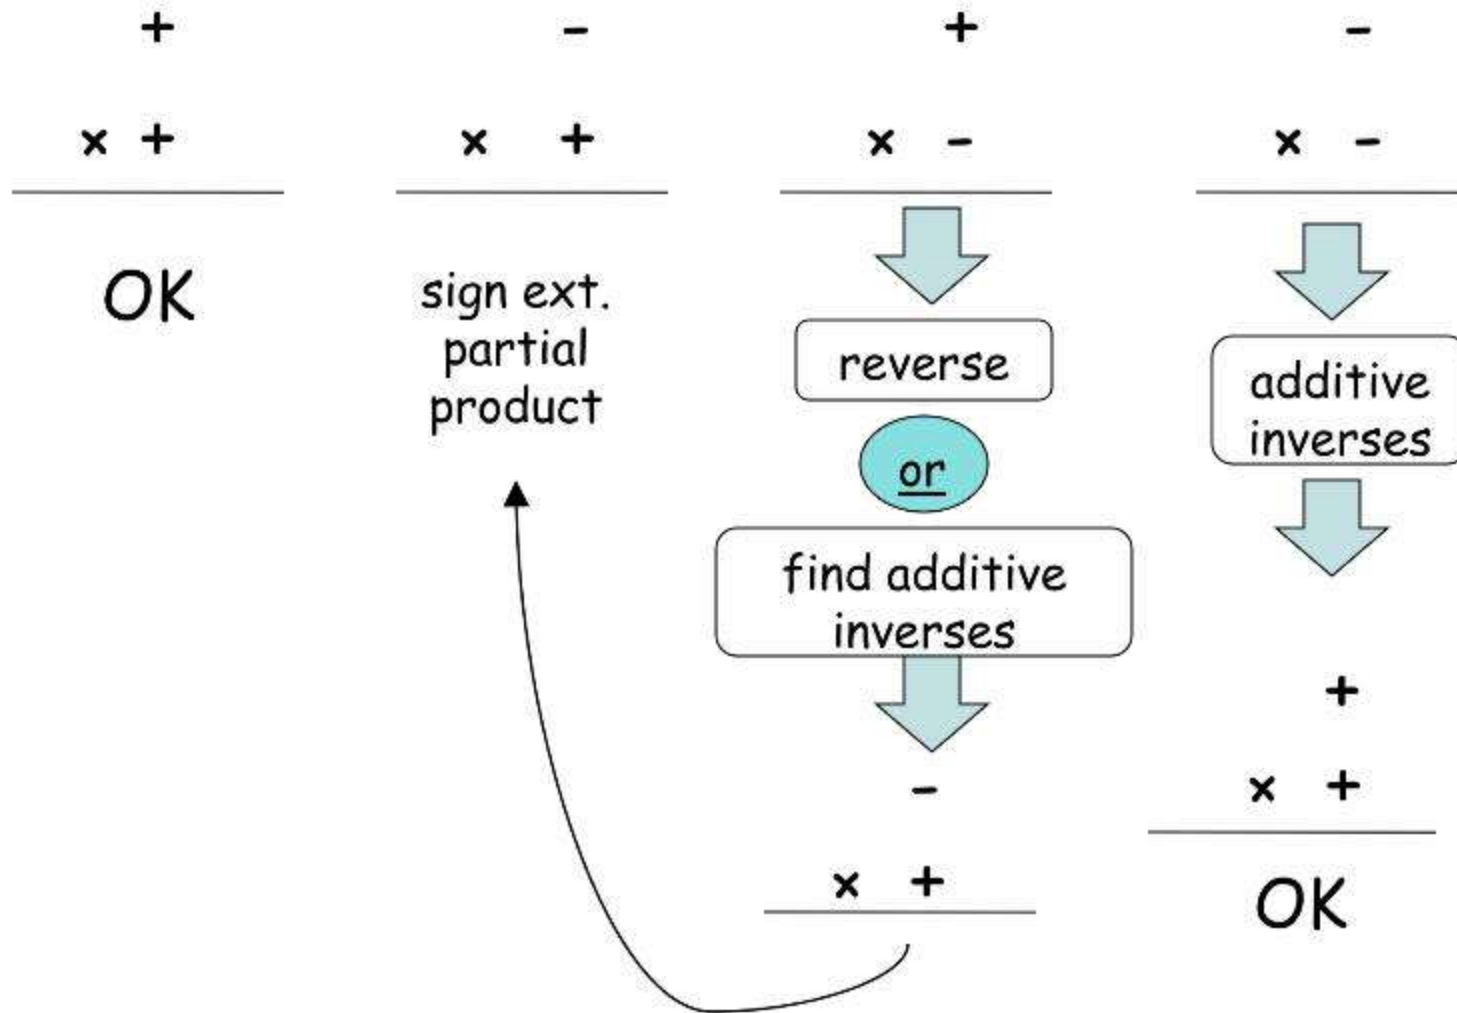 +
× +
OK
-
× +
sign ext.
partial
product
+
× -
reverse
or
find additive
inverses
-
× +
-
× -
additive
inverses
+
× +
OK